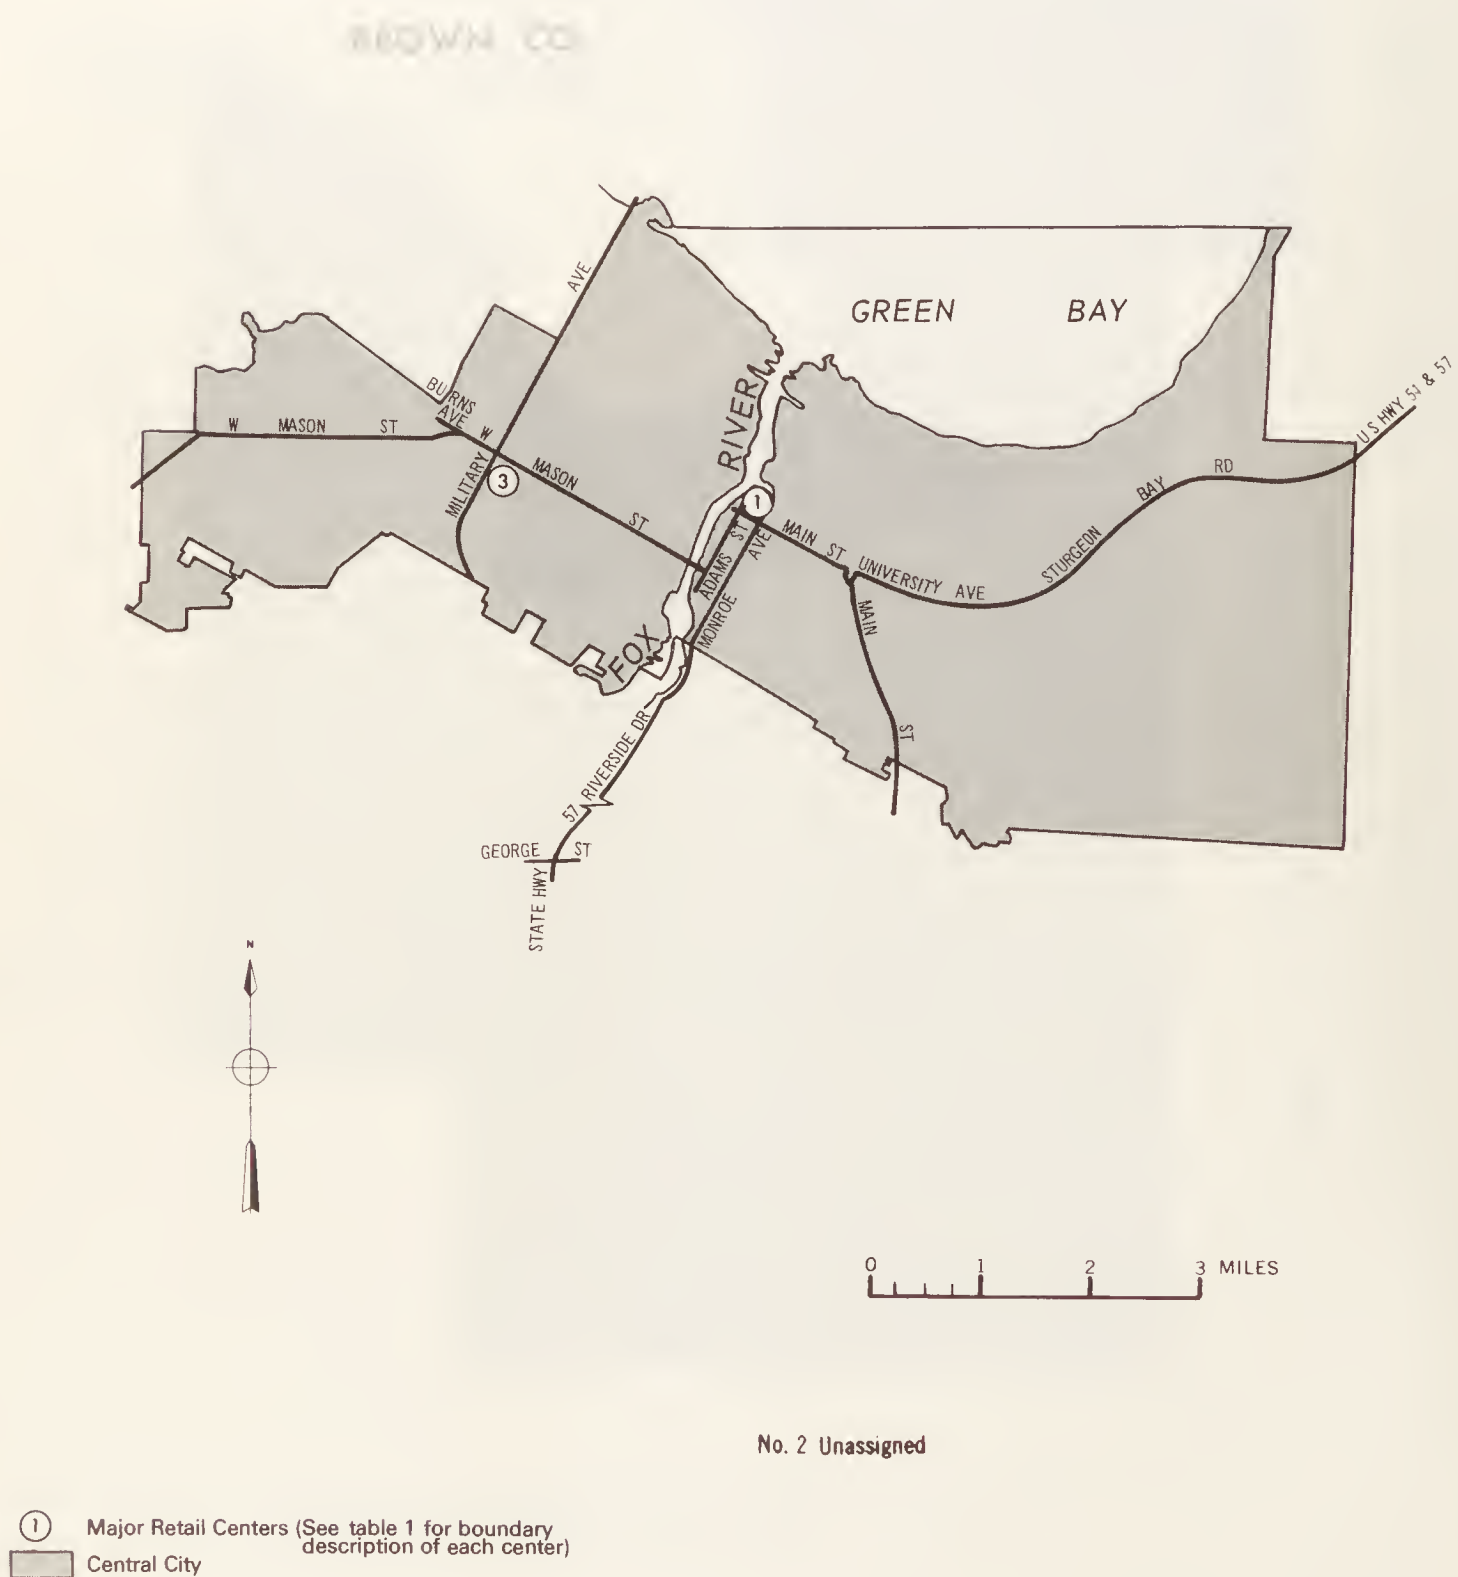 BROWN CO
GREEN BAY
AVE
BURNS
AVE W
W MASON ST
MILITARY
3
MASON
ST
RIVER
1
ADAMS ST
MONROE
AVE
MAIN ST
UNIVERSITY AVE
STURGEON
BAY
RD
U S HWY 57 & 57
MAIN
ST
FOX
57 RIVERSIDE DR
GEORGE ST
STATE HWY
N
0 1 2 3 MILES
No. 2 Unassigned
1 Major Retail Centers (See table 1 for boundary
description of each center)
Central City